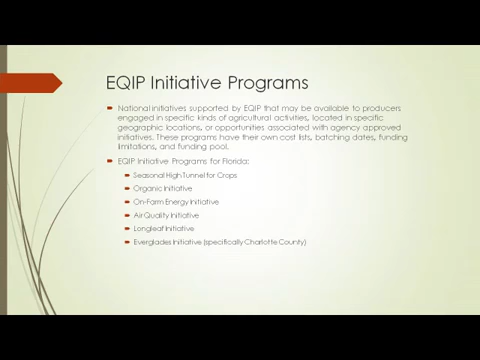 EQIP Initiative Programs
National initiatives supported by EQIP that may be available to producers
engaged in specific kinds of agricultural activities, located in specific
geographic locations, or opportunities associated with agency approved
initiatives. These programs have their own cost lists, batching dates, funding
limitations, and funding pool.
EQIP Initiative Programs for Florida:
Seasonal High Tunnel for Crops
Organic Initiative
On-Farm Energy Initiative
Air Quality Initiative
Longleaf Initiative
Everglades Initiative (specifically Charlotte County)